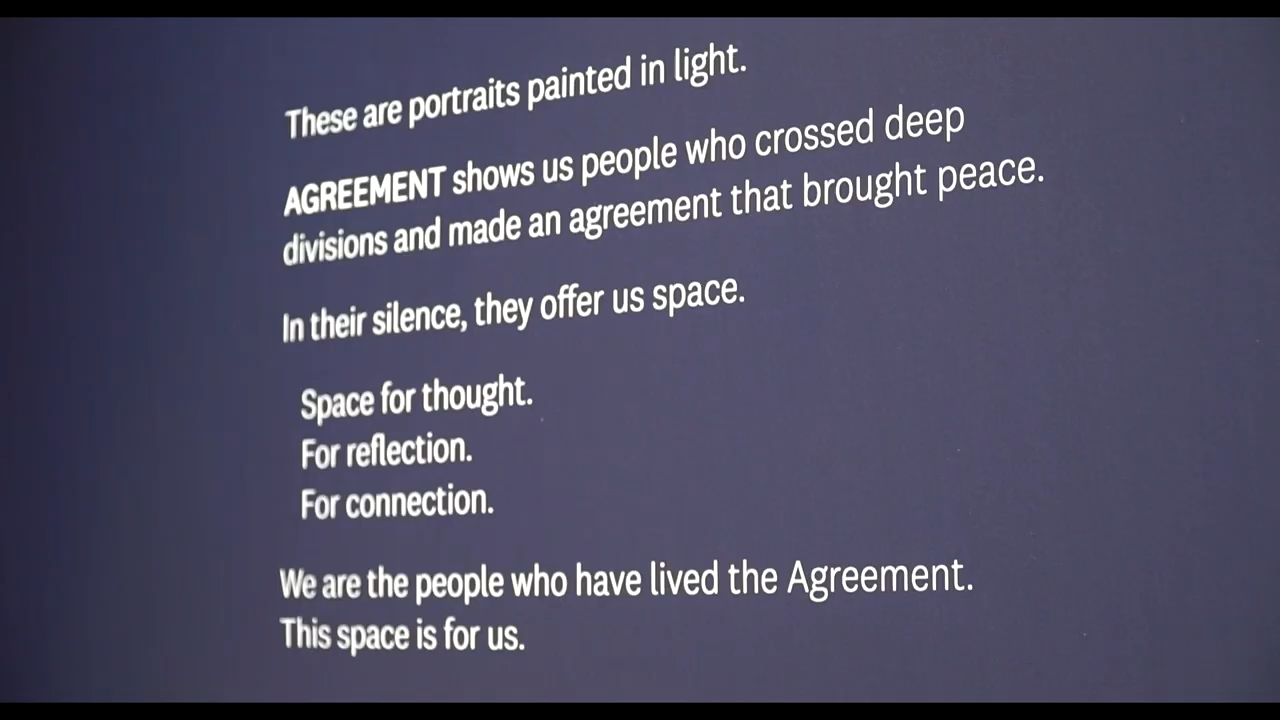 These are portraits painted in light.
AGREEMENT shows us people who crossed deep
divisions and made an agreement that brought peace.
In their silence, they offer us space.
Space for thought.
For reflection.
For connection.
We are the people who have lived the Agreement.
This space is for us.